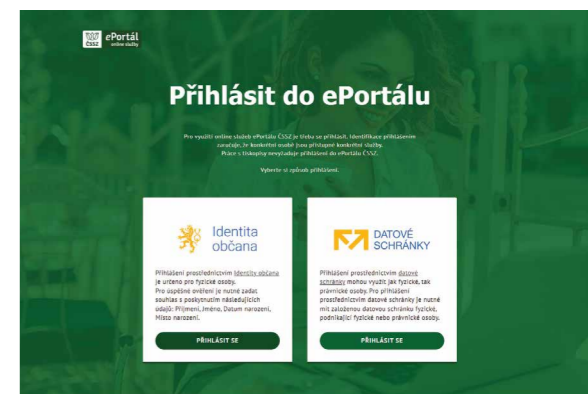 ČSSZ
ePortál
online služby
Přihlásit do ePortálu
Pro využití online služeb ePortálu ČSSZ je třeba se přihlásit. Identifikace přihlášením
zaručuje, že konkrétní osobě jsou přístupné konkrétní služby.
Práce s tiskopisy nevyžaduje přihlášení do ePortálu ČSSZ.
Vyberte si způsob přihlášení.
Identita
občana
Přihlášení prostřednictvím Identity občana
je určeno pro fyzické osoby.
Pro úspěšné ověření je nutné zadat
souhlas s poskytnutím následujících
údajů: Příjmení, Jméno, Datum narození,
Místo narození.
PŘIHLÁSIT SE
DATOVÉ
SCHRÁNKY
Přihlášení prostřednictvím datové
schránky mohou využít jak fyzické, tak
právnické osoby. Pro přihlášení
prostřednictvím datové schránky je nutné
mít založenou datovou schránku fyzické,
podnikající fyzické nebo právnické osoby.
PŘIHLÁSIT SE